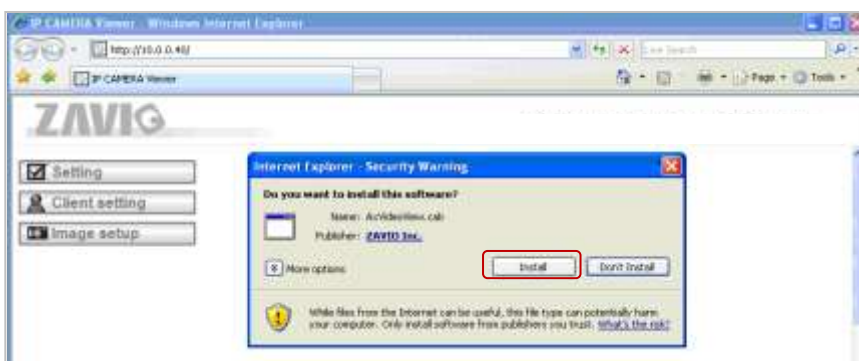 IP CAMERA Viewer - Windows Internet Explorer
http://10.0.0.40/
Live Search
IP CAMERA Viewer
Page
Tools
ZAVIO
Setting
Client setting
Image setup
Internet Explorer - Security Warning
Do you want to install this software?
Name: AcVideoView.cab
Publisher: ZAVIO Inc.
More options
Install
Don't Install
While files from the Internet can be useful, this file type can potentially harm
your computer. Only install software from publishers you trust. What's the risk?